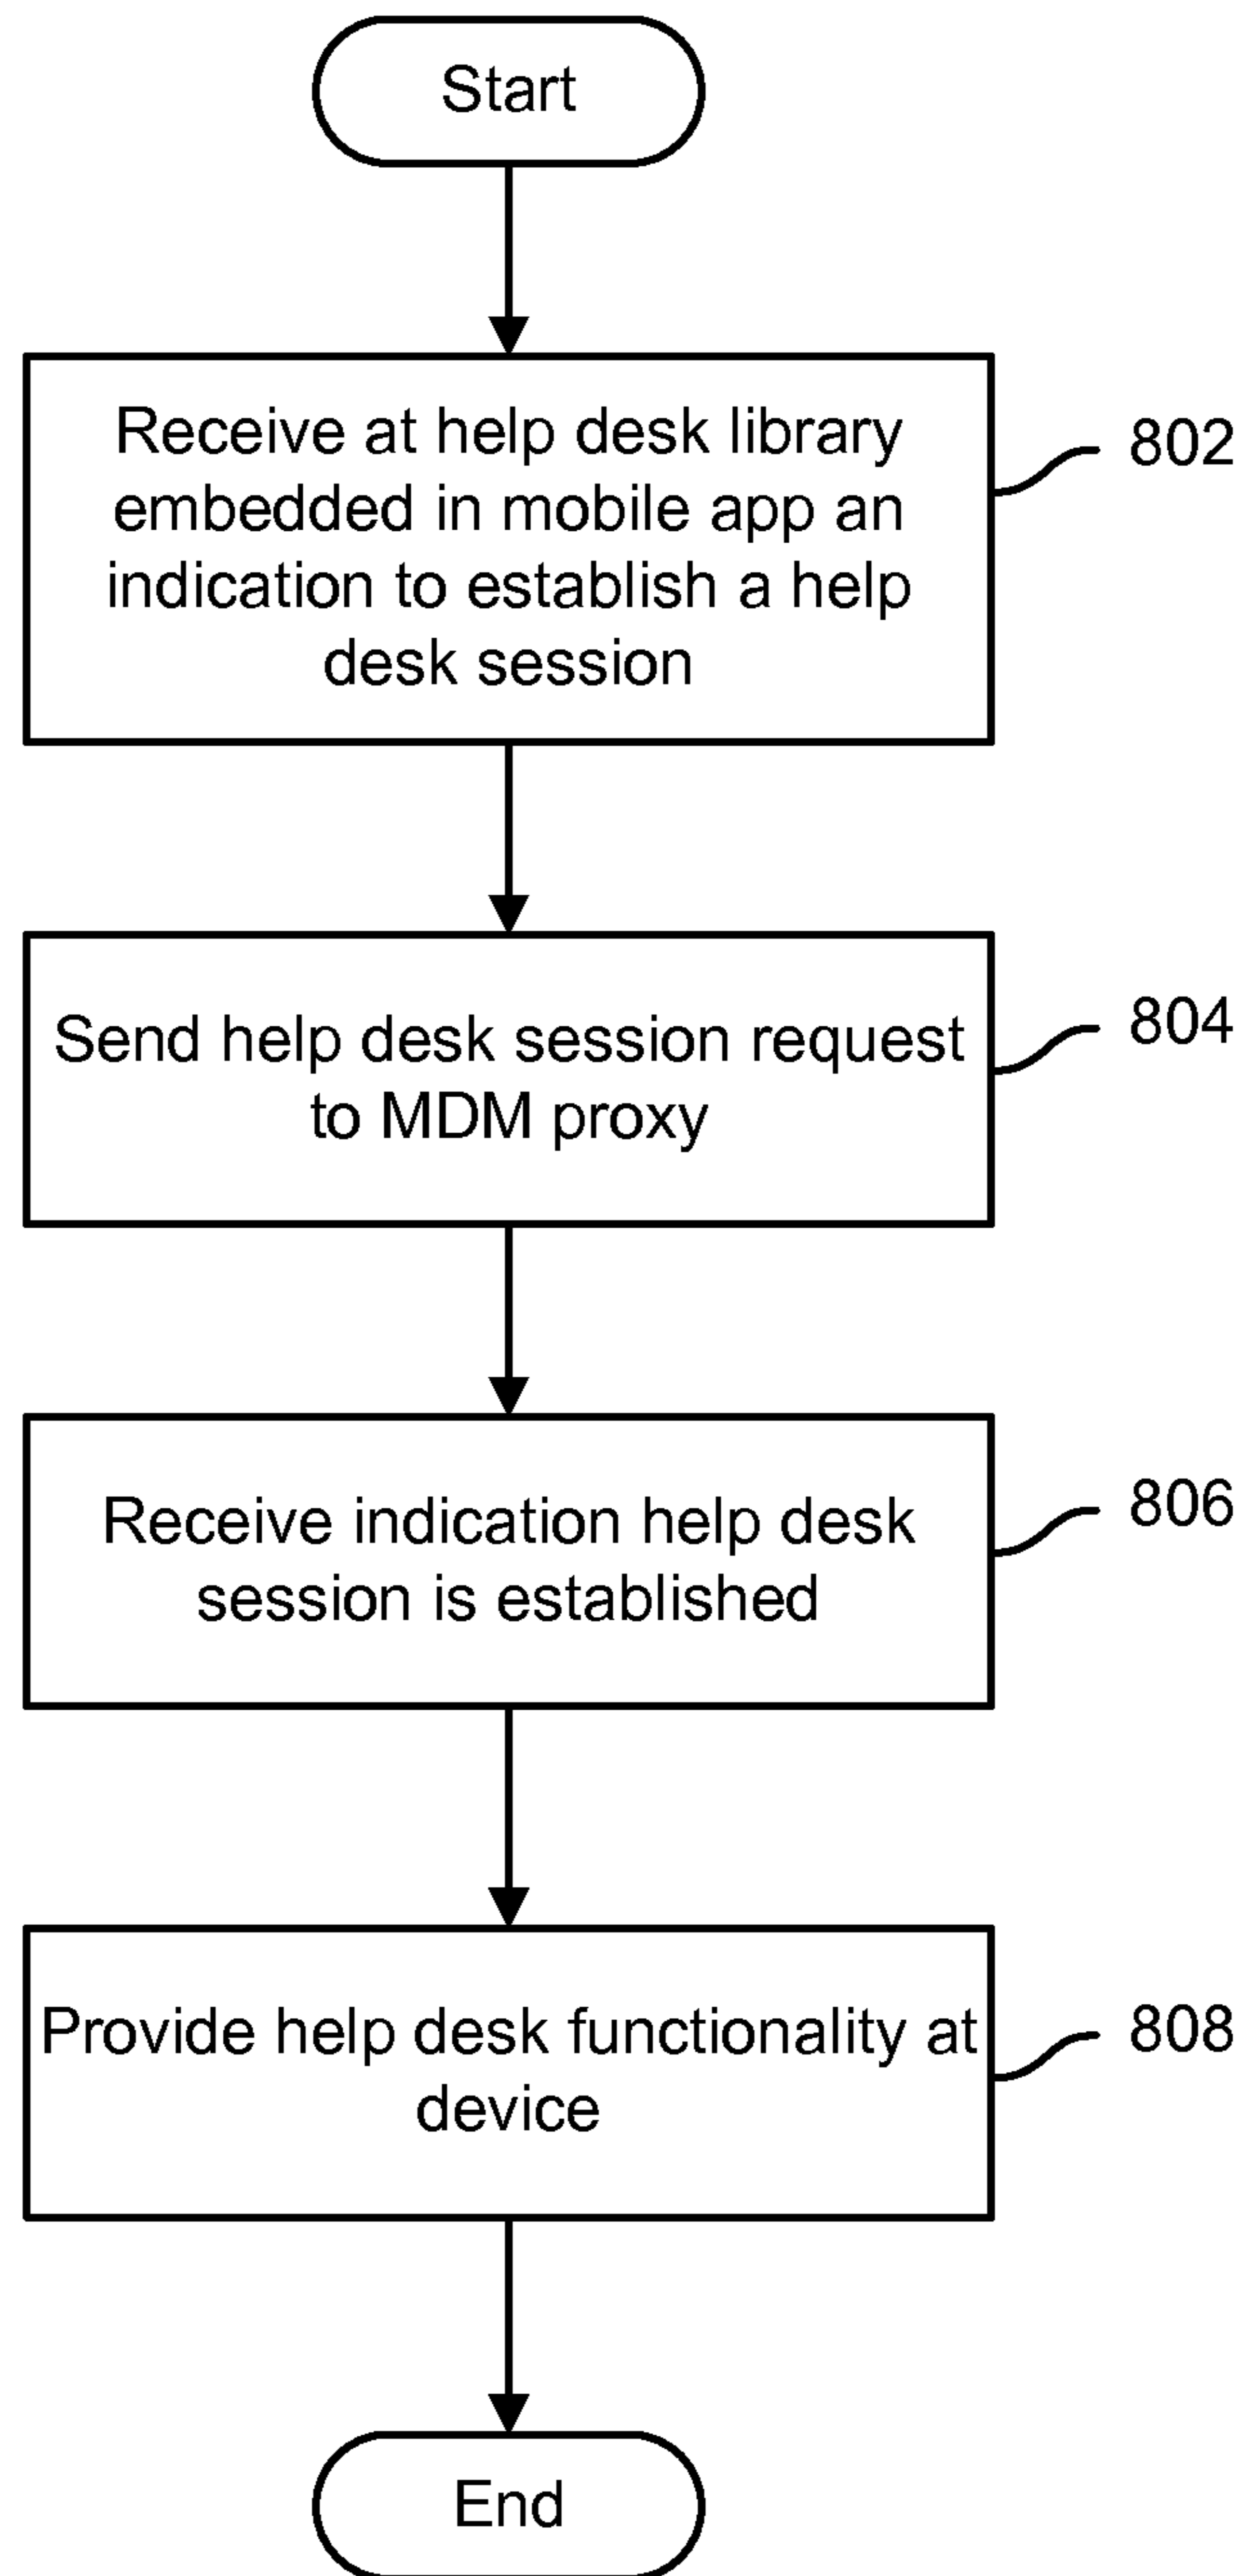 Start
Receive at help desk library
embedded in mobile app an
indication to establish a help
desk session
802
Send help desk session request
to MDM proxy
804
Receive indication help desk
session is established
806
Provide help desk functionality at
device
808
End